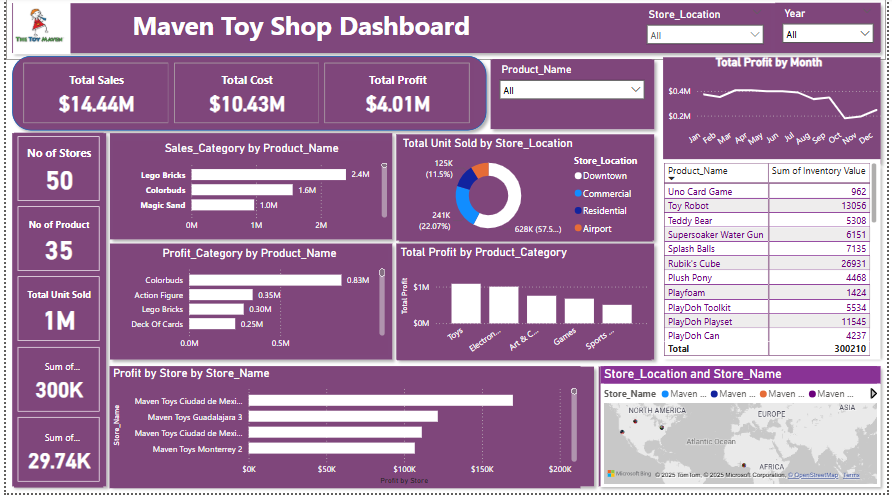 THE TOY MAVEN
Maven Toy Shop Dashboard
Store_Location
All
Year
All
Total Sales
$14.44M
Total Cost
$10.43M
Total Profit
$4.01M
Product_Name
All
Total Profit by Month
$0.4M
$0.2M
Jan
Feb
Mar
Apr
May
Jun
Jul
Aug
Sep
Oct
Nov
Dec
No of Stores
50
No of Product
35
Total Unit Sold
1M
Sum of...
300K
Sum of...
29.74K
Sales_Category by Product_Name
Lego Bricks 2.4M
Colorbuds 1.6M
Magic Sand 1.0M
0M 1M 2M
Total Unit Sold by Store_Location
125K
(11.5%)
241K
(22.07%)
628K (57.5...)
Store_Location
Downtown
Commercial
Residential
Airport
Product_Name Sum of Inventory Value
Uno Card Game 962
Toy Robot 13056
Teddy Bear 5308
Supersoaker Water Gun 6151
Splash Balls 7135
Rubik's Cube 26931
Plush Pony 4468
Playfoam 1424
PlayDoh Toolkit 5534
PlayDoh Playset 11545
PlayDoh Can 4237
Total 300210
Profit_Category by Product_Name
Colorbuds 0.83M
Action Figure 0.35M
Lego Bricks 0.30M
Deck Of Cards 0.25M
0.0M 0.5M
Total Profit by Product_Category
Total Profit
$1M
$0M
Toys
Electron...
Art & C...
Games
Sports ...
Profit by Store by Store_Name
Store_Name
Maven Toys Ciudad de Mexi...
Maven Toys Guadalajara 3
Maven Toys Ciudad de Mexi...
Maven Toys Monterrey 2
$0K $50K $100K $150K $200K
Profit by Store
Store_Location and Store_Name
Store_Name Maven ... Maven ... Maven ... Maven ...
NORTH AMERICA
EUROPE
ASIA
Atlantic Ocean
AFRICA
Microsoft Bing
© 2025 TomTom, © 2025 Microsoft Corporation, © OpenStreetMap Terms